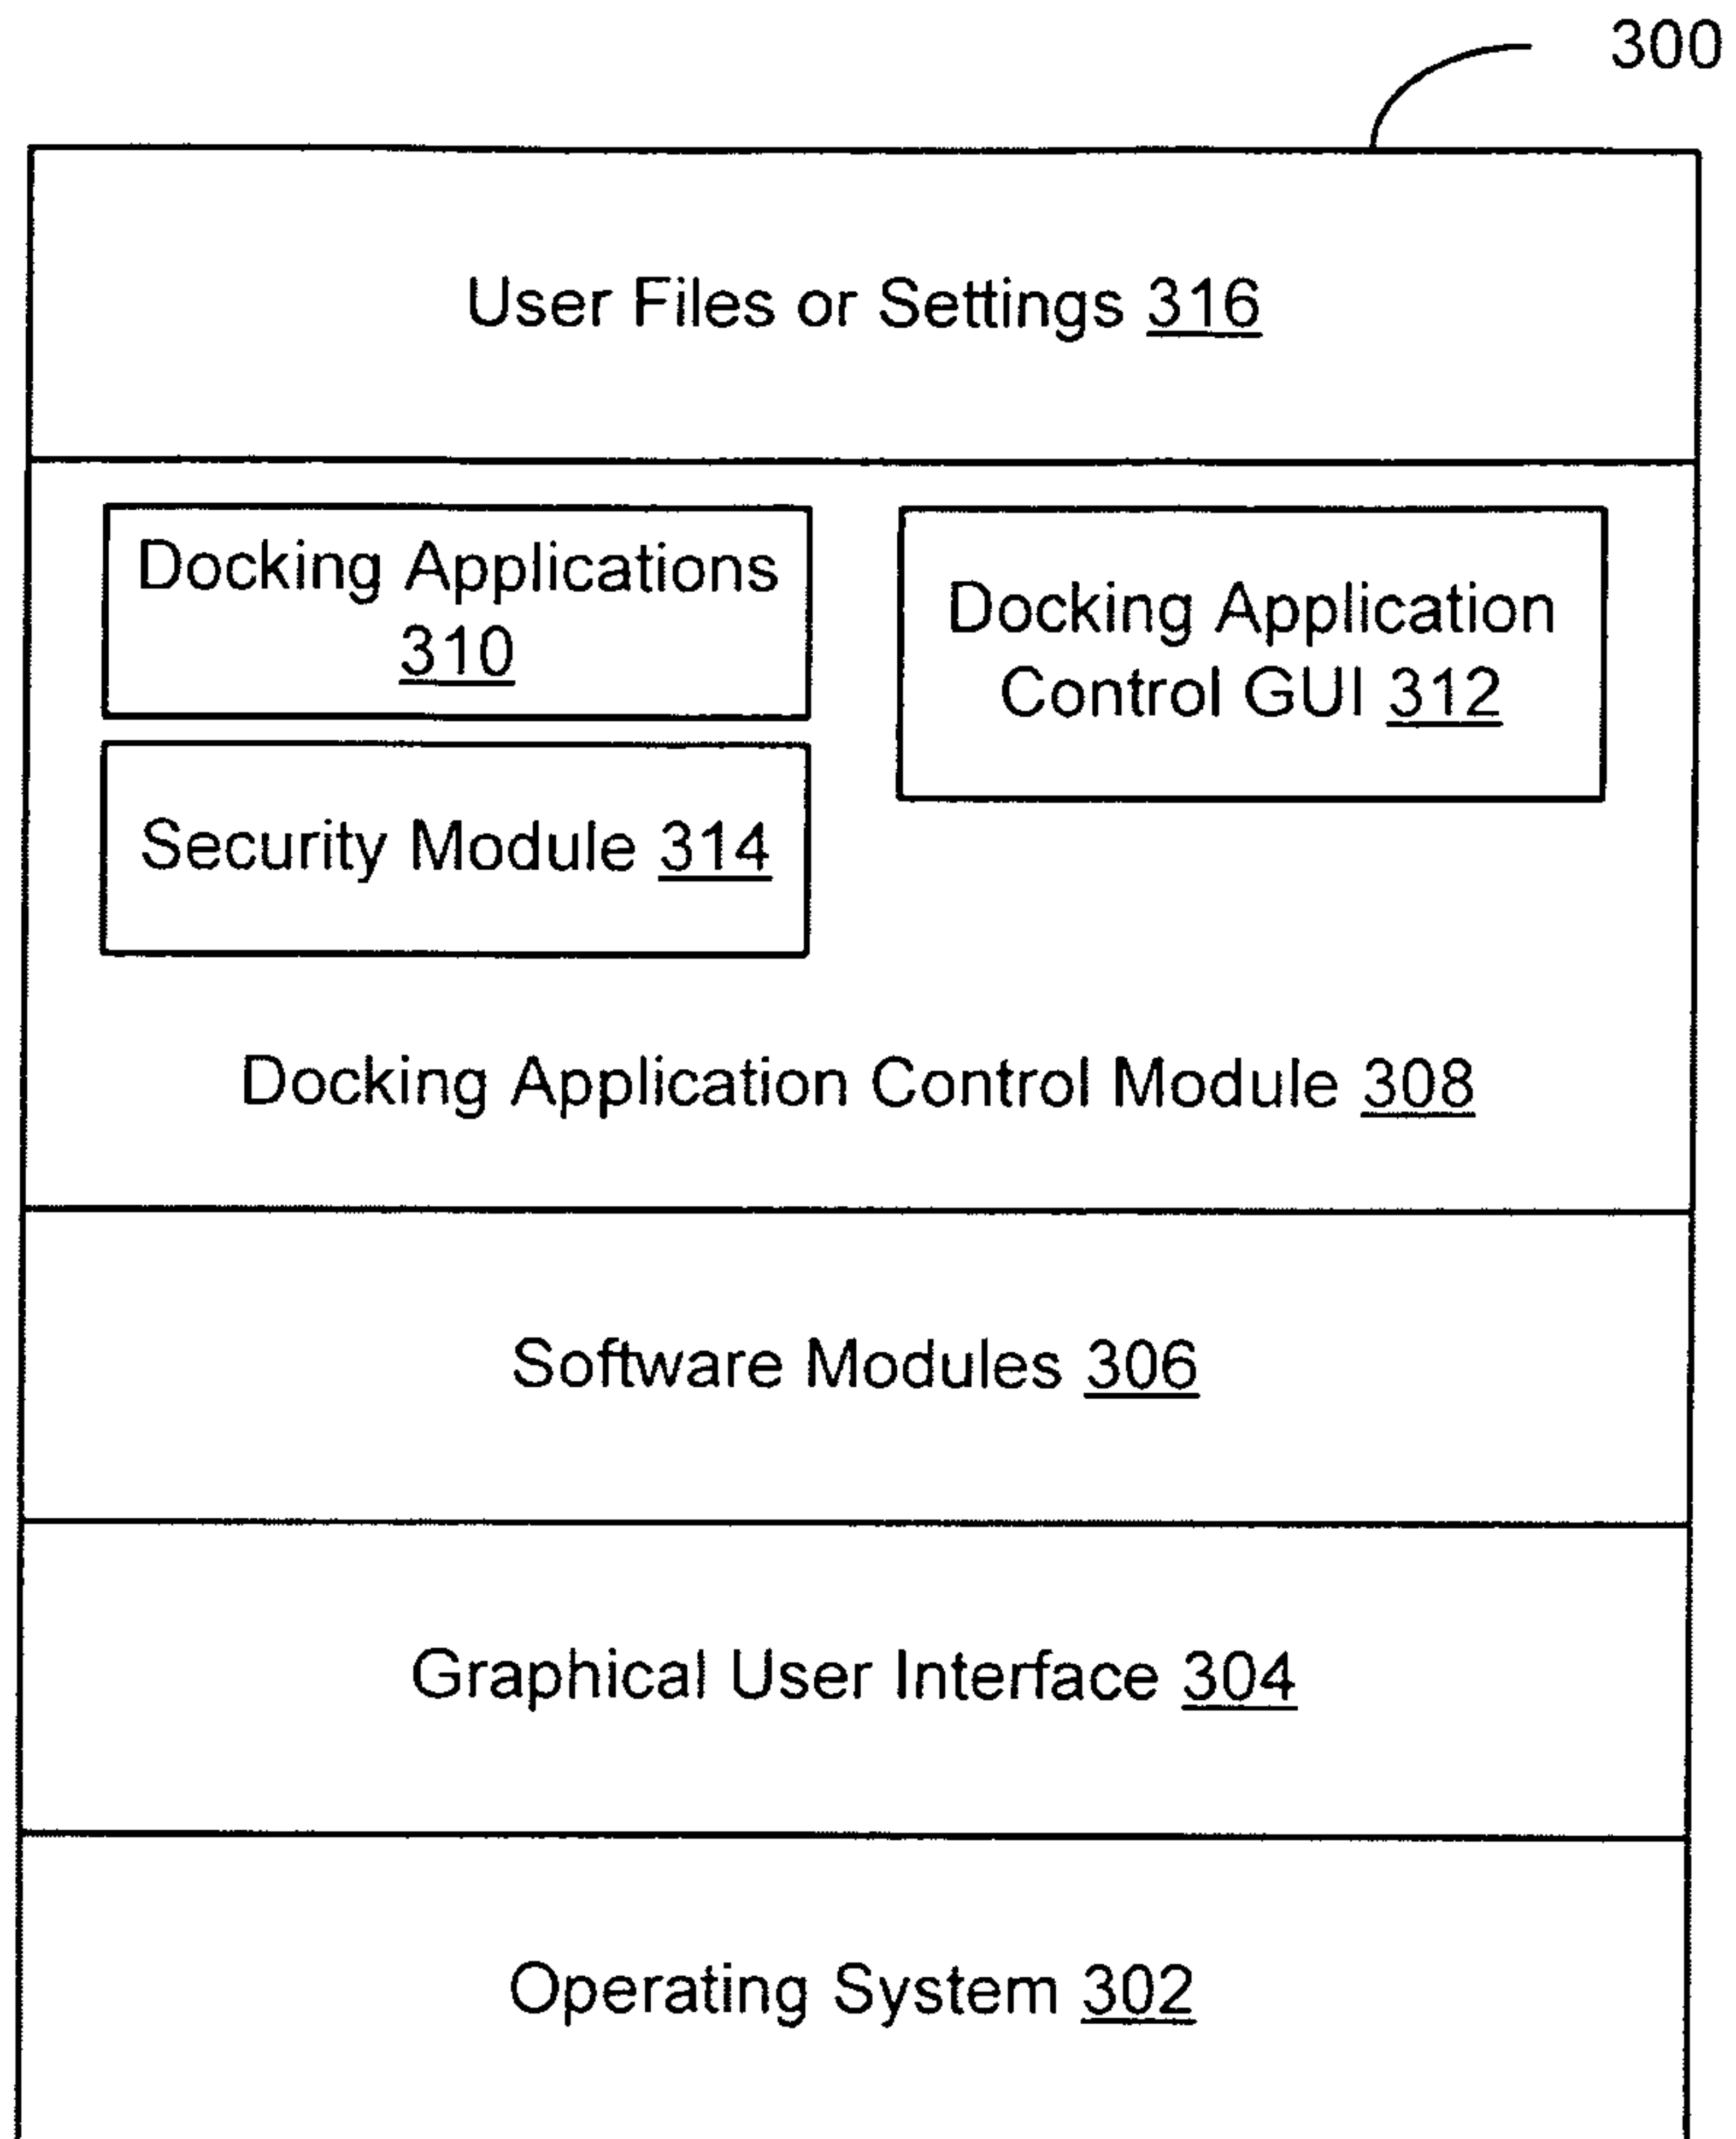 300
User Files or Settings 316
Docking Applications
310
Docking Application
Control GUI 312
Security Module 314
Docking Application Control Module 308
Software Modules 306
Graphical User Interface 304
Operating System 302